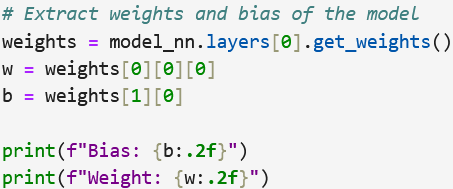 # Extract weights and bias of the model
weights = model_nn.layers[0].get_weights()
w = weights[0][0][0]
b = weights[1][0]
print(f"Bias: {b:.2f}")
print(f"Weight: {w:.2f}")